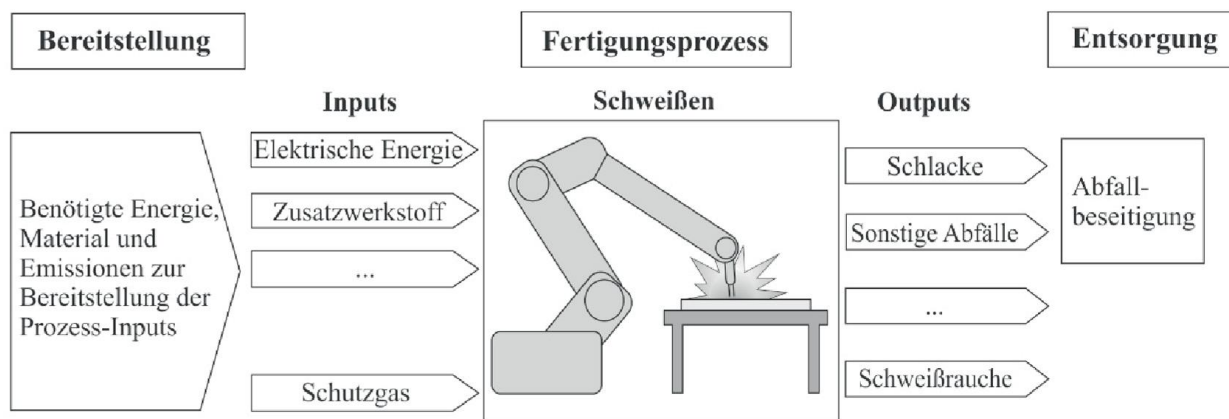 Bereitstellung
Fertigungsprozess
Entsorgung
Inputs
Schweißen
Outputs
Benötigte Energie,
Material und
Emissionen zur
Bereitstellung der
Prozess-Inputs
Elektrische Energie
Zusatzwerkstoff
...
Schutzgas
Schlacke
Sonstige Abfälle
...
Schweißrauche
Abfall-
beseitigung